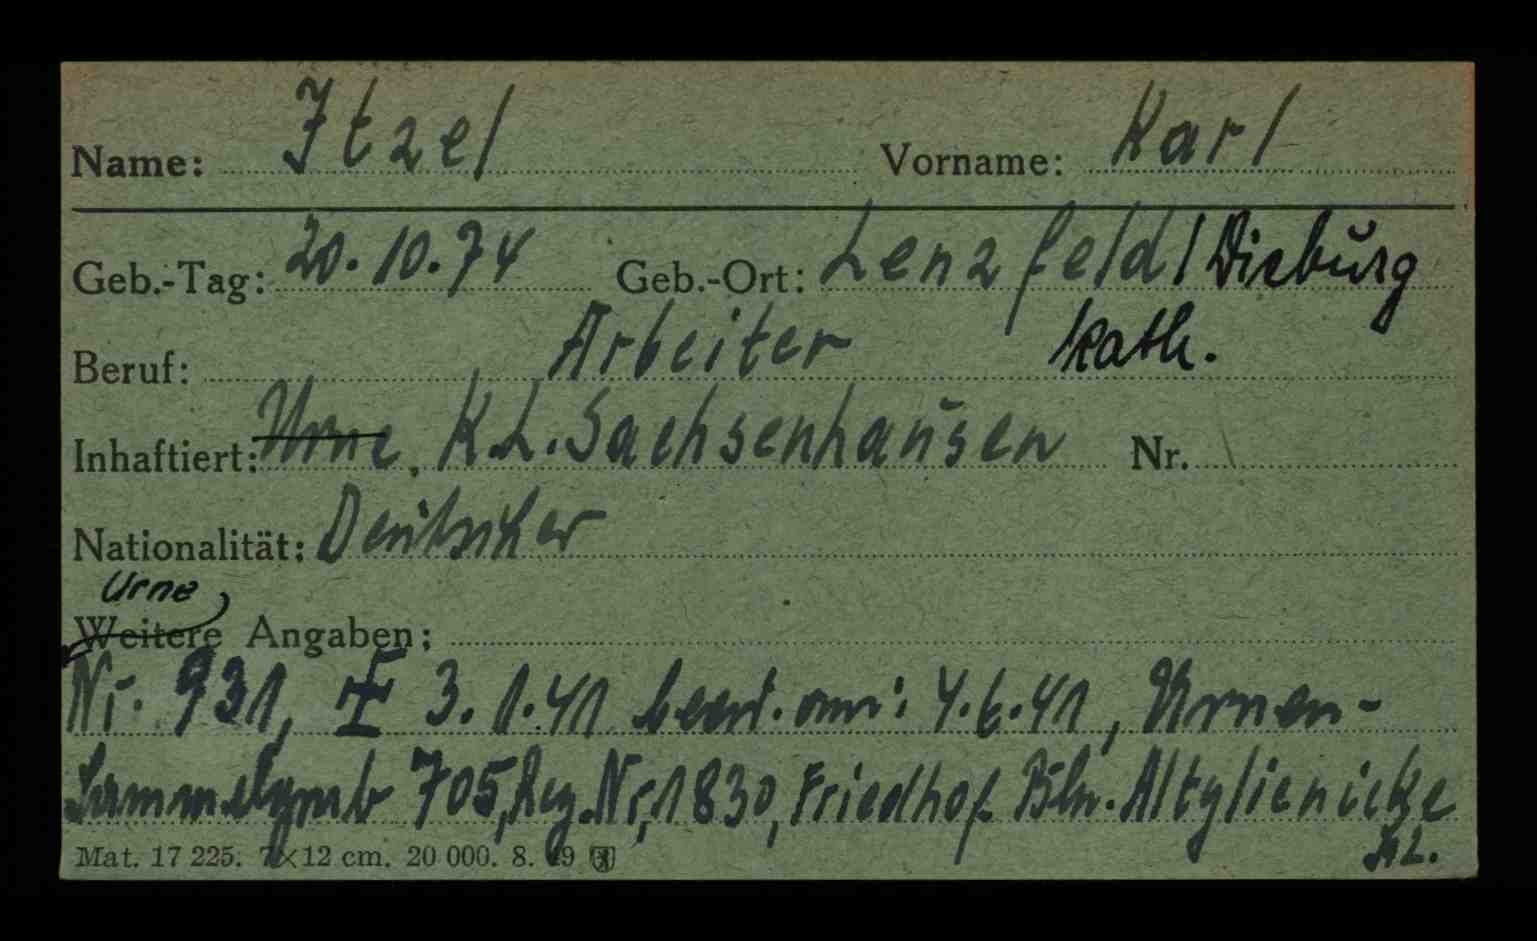 Name: Itzel Vorname: Karl
Geb.-Tag: 20.10.74 Geb.-Ort: Lenzfeld / Dieburg
Beruf: Arbeiter kath.
Inhaftiert: Urne, K.L. Sachsenhausen Nr.
Nationalität: Deutscher
Urne
Weitere Angaben:
Nr. 931, 3.1.41 beerd. am: 4.6.41, Urnen-
Sammelgrab 705, Reg. Nr, 1830, Friedhof Bln. Altglienicke
Mat. 17 225. 7×12 cm. 20 000. 8. 49